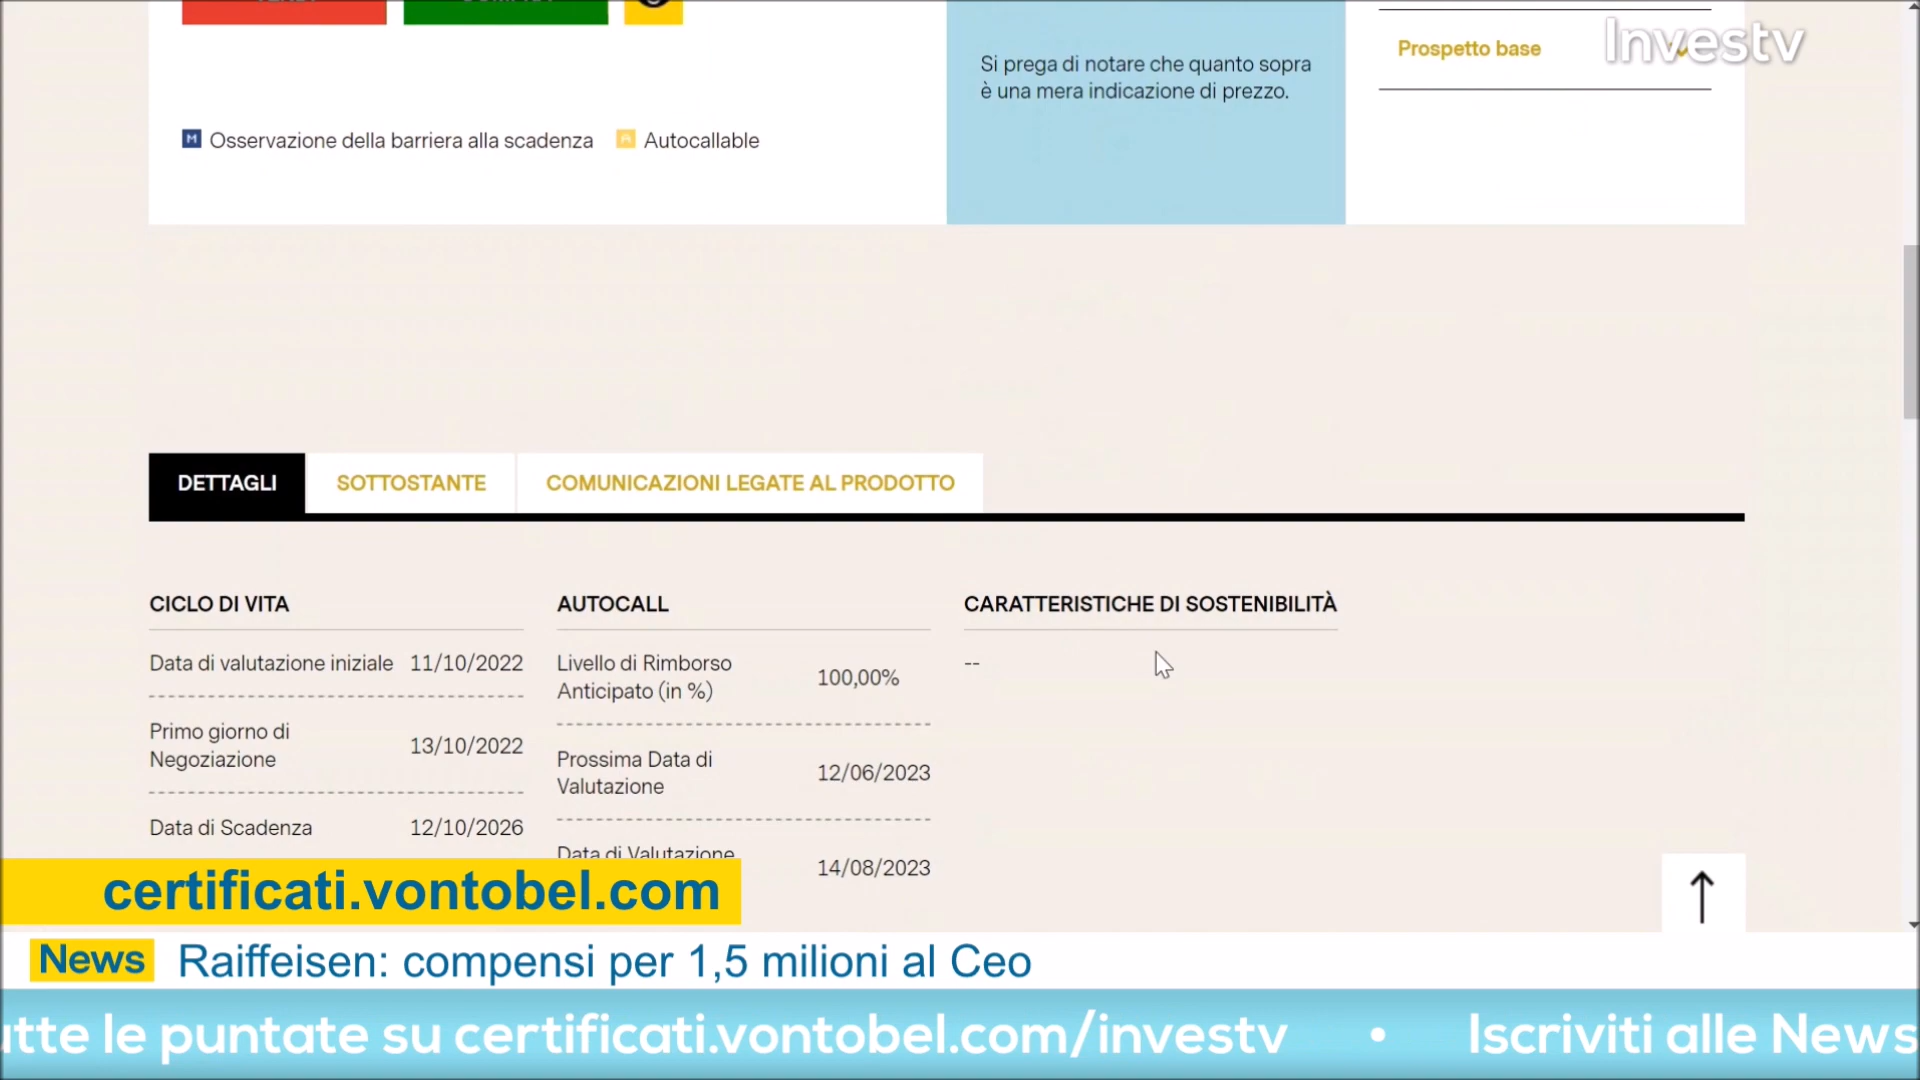 Investv
Prospetto base
Si prega di notare che quanto sopra
è una mera indicazione di prezzo.
M Osservazione della barriera alla scadenza A Autocallable
DETTAGLI SOTTOSTANTE COMUNICAZIONI LEGATE AL PRODOTTO
CICLO DI VITA
Data di valutazione iniziale 11/10/2022
Primo giorno di
Negoziazione 13/10/2022
Data di Scadenza 12/10/2026
AUTOCALL
Livello di Rimborso
Anticipato (in %) 100,00%
Prossima Data di
Valutazione 12/06/2023
Data di Valutazione 14/08/2023
CARATTERISTICHE DI SOSTENIBILITÀ
--
certificati.vontobel.com
News Raiffeisen: compensi per 1,5 milioni al Ceo
utte le puntate su certificati.vontobel.com/investv • Iscriviti alle News